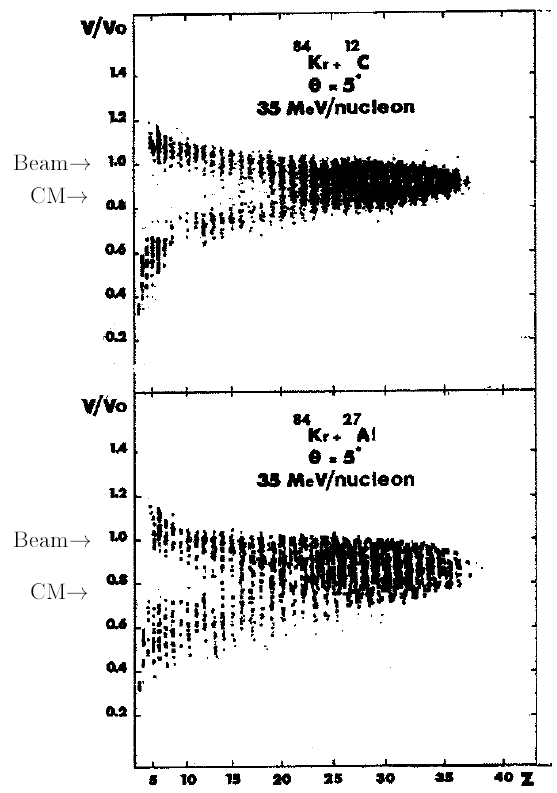 V/Vo
84 12
Kr + C
θ = 5°
35 MeV/nucleon
1.4
1.2
Beam→
1.0
CM→
0.8
0.6
0.4
0.2
V/Vo
84 27
Kr + Al
θ = 5°
35 MeV/nucleon
1.4
1.2
Beam→
1.0
CM→
0.8
0.6
0.4
0.2
5 10 15 20 25 30 35 40 Z